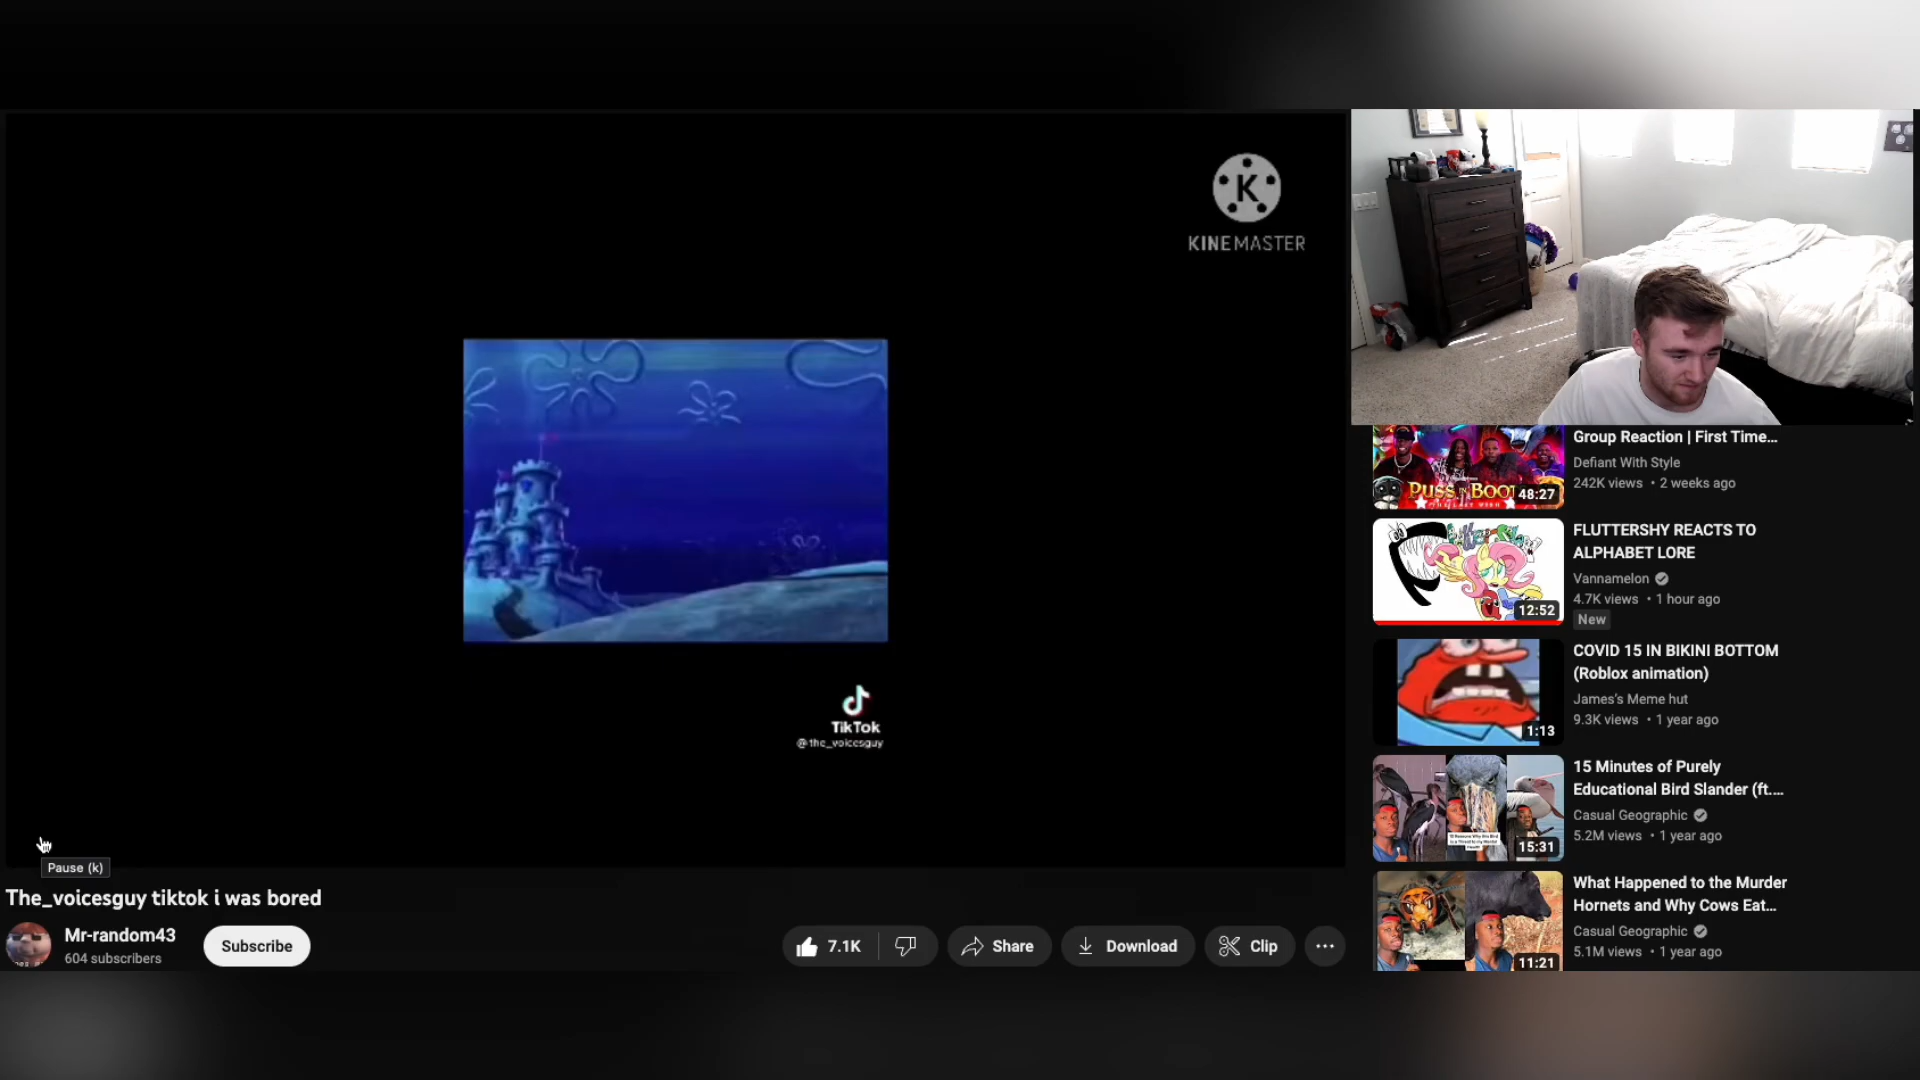 KINEMASTER
TikTok
@the_voicesguy
Pause (k)
The_voicesguy tiktok i was bored
Mr-random43
604 subscribers
Subscribe
7.1K
Share
Download
Clip
Group Reaction | First Time...
Defiant With Style
242K views • 2 weeks ago
PUSS IN BOOT
48:27
FLUTTERSHY REACTS TO
ALPHABET LORE
Vannamelon
4.7K views • 1 hour ago
New
12:52
COVID 15 IN BIKINI BOTTOM
(Roblox animation)
James's Meme hut
9.3K views • 1 year ago
1:13
15 Minutes of Purely
Educational Bird Slander (ft....
Casual Geographic
5.2M views • 1 year ago
15:31
What Happened to the Murder
Hornets and Why Cows Eat...
Casual Geographic
5.1M views • 1 year ago
11:21